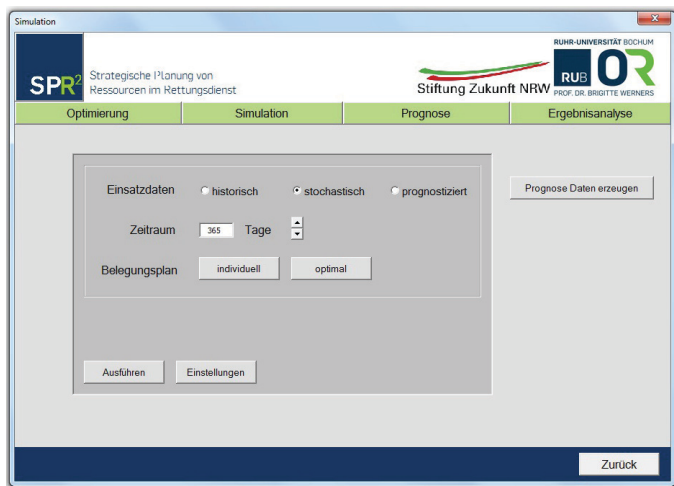 Simulation
x
SPR²
Strategische Planung von
Ressourcen im Rettungsdienst
Stiftung Zukunft NRW
RUHR-UNIVERSITÄT BOCHUM
RUB
OR
PROF. DR. BRIGITTE WERNERS
Optimierung
Simulation
Prognose
Ergebnisanalyse
Einsatzdaten historisch stochastisch prognostiziert
Prognose Daten erzeugen
Zeitraum 365 Tage
Belegungsplan individuell optimal
Ausführen Einstellungen
Zurück